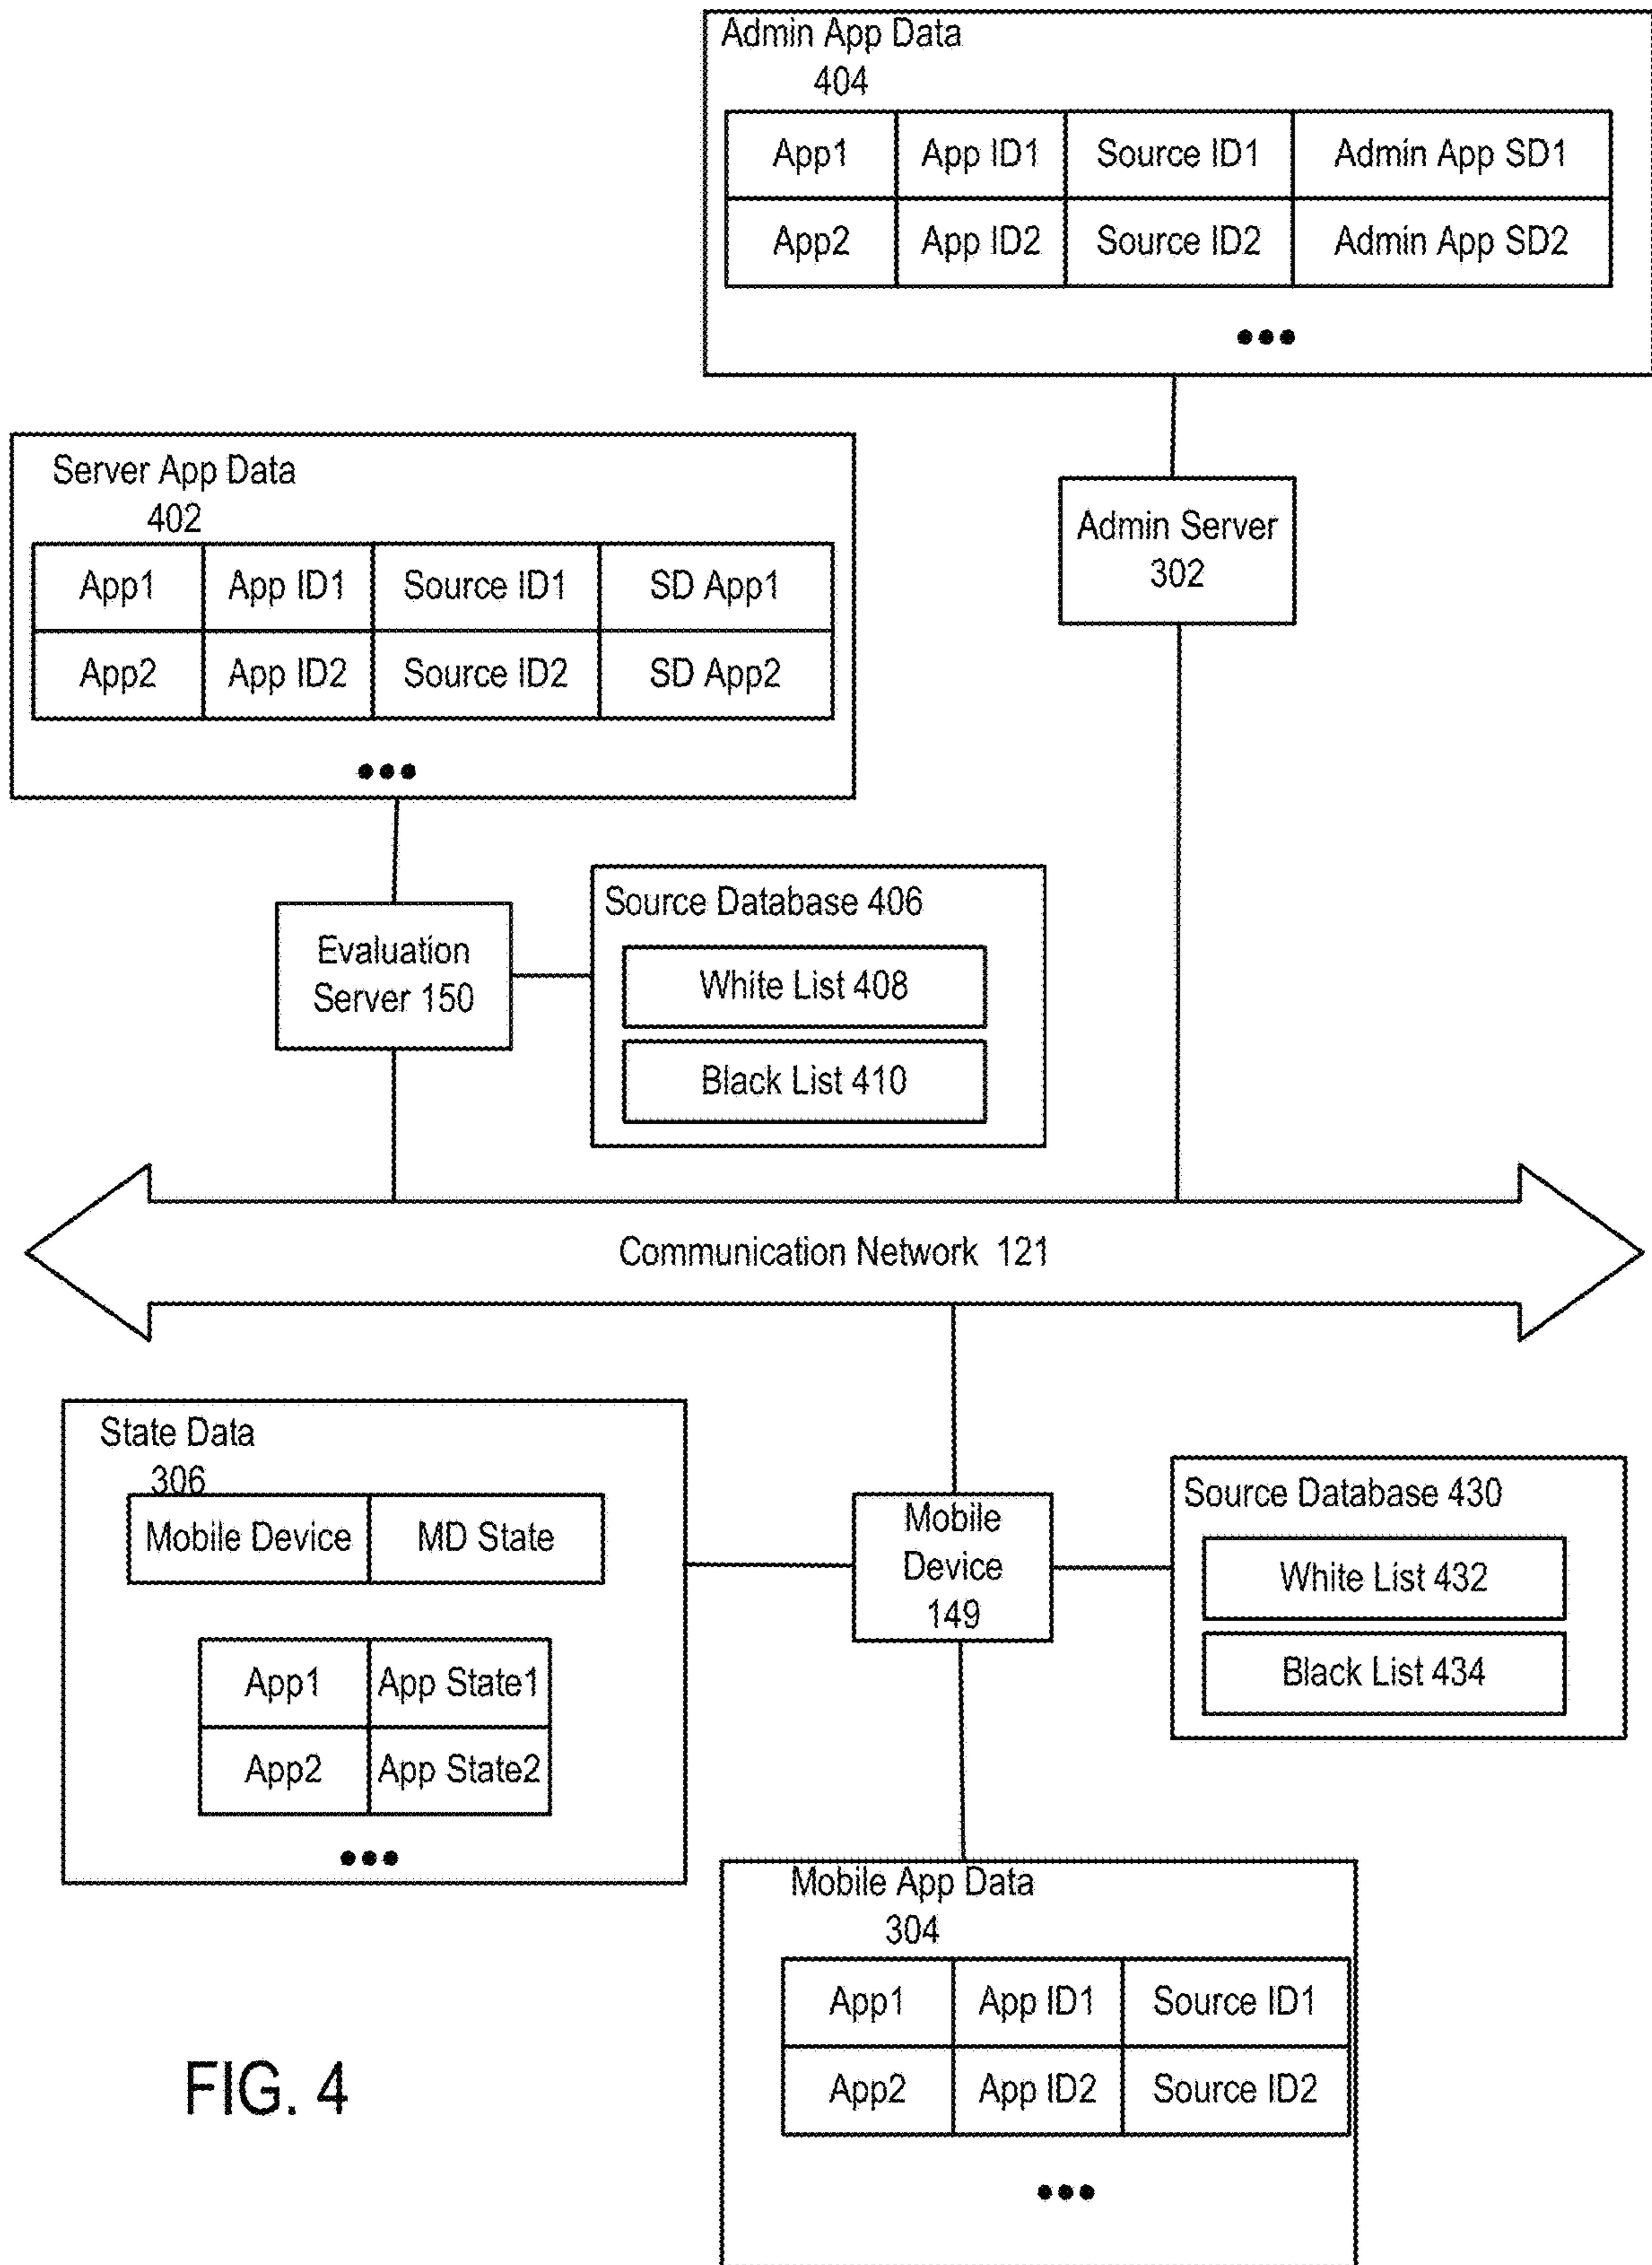 Admin App Data
404
App1 App ID1 Source ID1 Admin App SD1
App2 App ID2 Source ID2 Admin App SD2
Server App Data
402
App1 App ID1 Source ID1 SD App1
App2 App ID2 Source ID2 SD App2
Admin Server
302
Evaluation
Server 150
Source Database 406
White List 408
Black List 410
Communication Network 121
State Data
306
Mobile Device MD State
App1 App State1
App2 App State2
Mobile
Device
149
Source Database 430
White List 432
Black List 434
Mobile App Data
304
App1 App ID1 Source ID1
App2 App ID2 Source ID2
FIG. 4